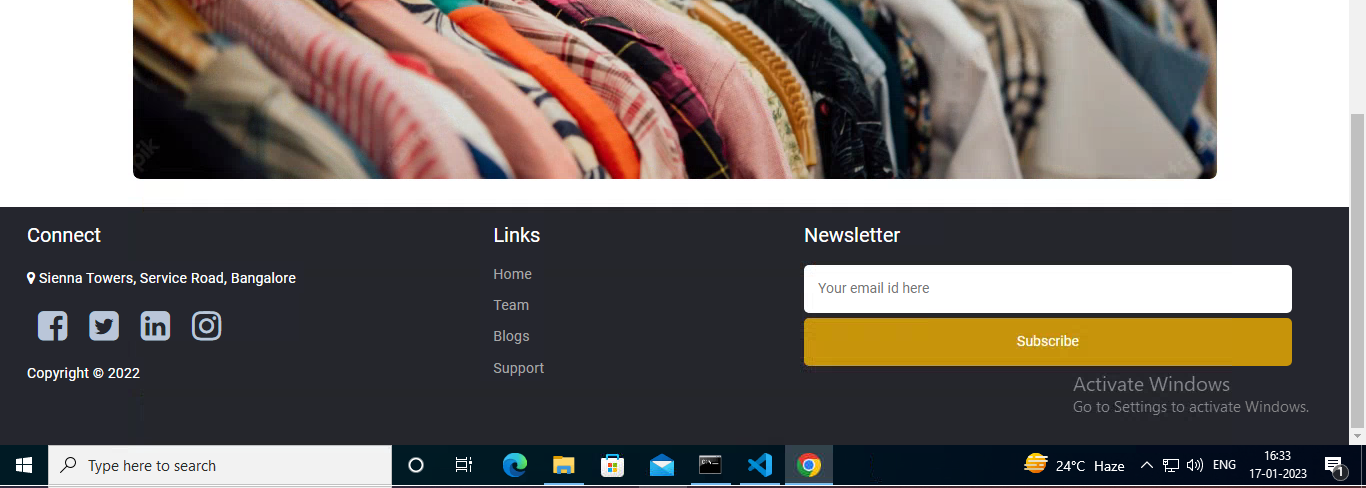 Connect
Sienna Towers, Service Road, Bangalore
Copyright © 2022
Links
Home
Team
Blogs
Support
Newsletter
Your email id here
Subscribe
Activate Windows
Go to Settings to activate Windows.
Type here to search
24°C Haze
ENG
16:33
17-01-2023
1